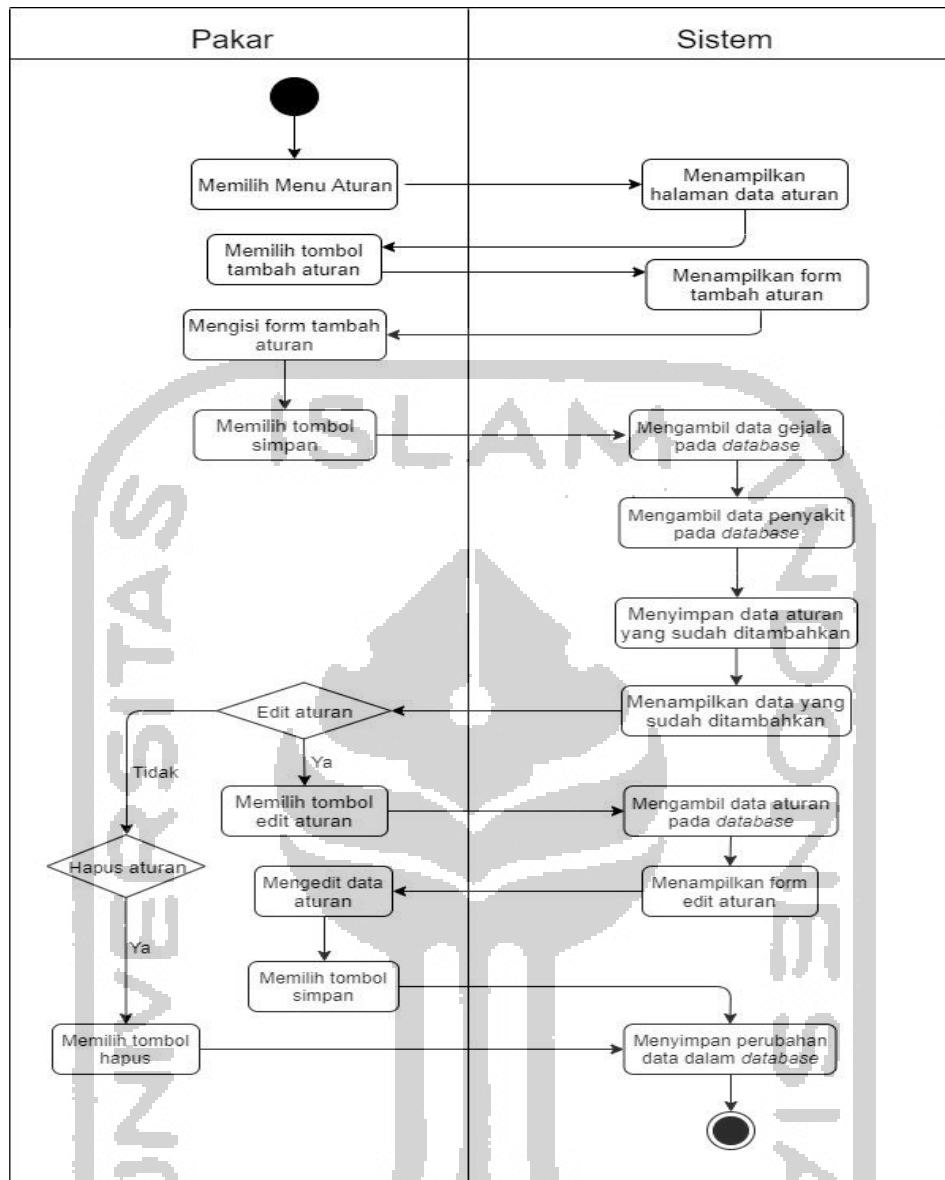 Pakar
Sistem
Memilih Menu Aturan
Menampilkan
halaman data aturan
Memilih tombol
tambah aturan
Menampilkan form
tambah aturan
Mengisi form tambah
aturan
Memilih tombol
simpan
Mengambil data gejala
pada database
Mengambil data penyakit
pada database
Menyimpan data aturan
yang sudah ditambahkan
Menampilkan data yang
sudah ditambahkan
Edit aturan
Tidak
Ya
Memilih tombol
edit aturan
Mengambil data aturan
pada database
Hapus aturan
Mengedit data
aturan
Menampilkan form
edit aturan
Ya
Memilih tombol
simpan
Memilih tombol
hapus
Menyimpan perubahan
data dalam database
UNIVERSITAS
ISLAM
INDONESIA